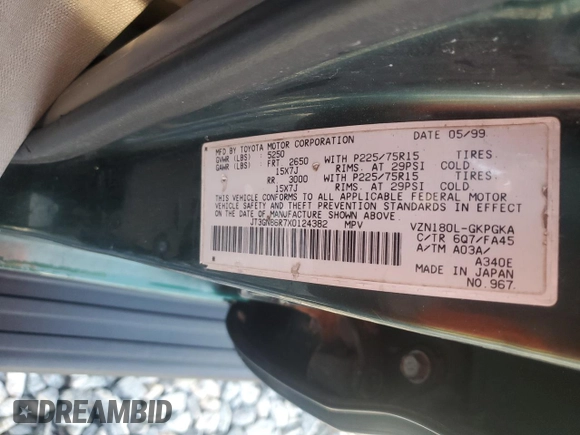 MFD BY TOYOTA MOTOR CORPORATION DATE 05/99
GVWR (LBS) 5250
GAWR (LBS) FRT 2650 WITH P225/75R15 TIRES.
15X7J RIMS. AT 29PSI COLD
RR 3000 WITH P225/75R15 TIRES.
15X7J RIMS. AT 29PSI COLD
THIS VEHICLE CONFORMS TO ALL APPLICABLE FEDERAL MOTOR
VEHICLE SAFETY AND THEFT PREVENTION STANDARDS IN EFFECT
ON THE DATE OF MANUFACTURE SHOWN ABOVE.
JT3GN86R7X0124382 MPV VZN180L-GKPGKA
C/TR 6Q7/FA45
A/TM A03A/
A340E
MADE IN JAPAN
NO. 967.
DREAMBID